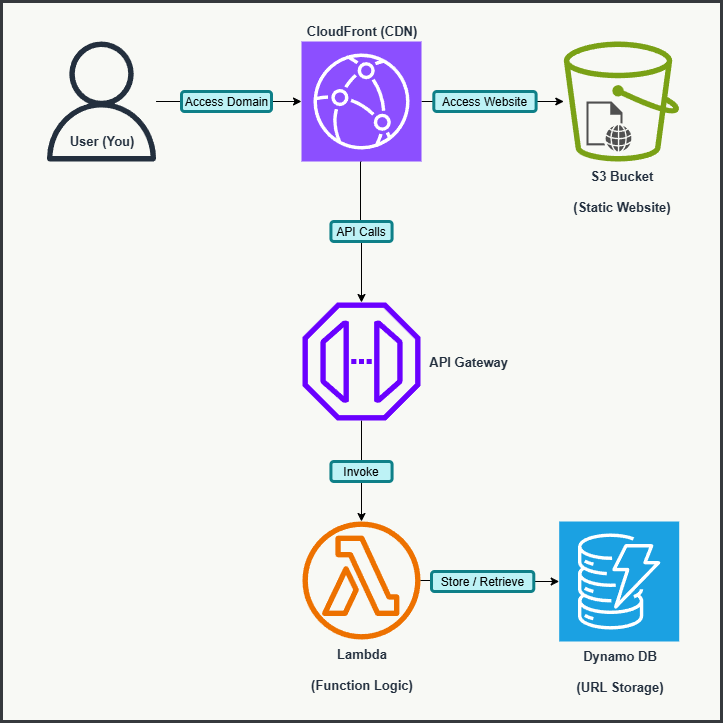 CloudFront (CDN)
User (You)
Access Domain
Access Website
S3 Bucket
(Static Website)
API Calls
API Gateway
Invoke
Lambda
(Function Logic)
Store / Retrieve
Dynamo DB
(URL Storage)